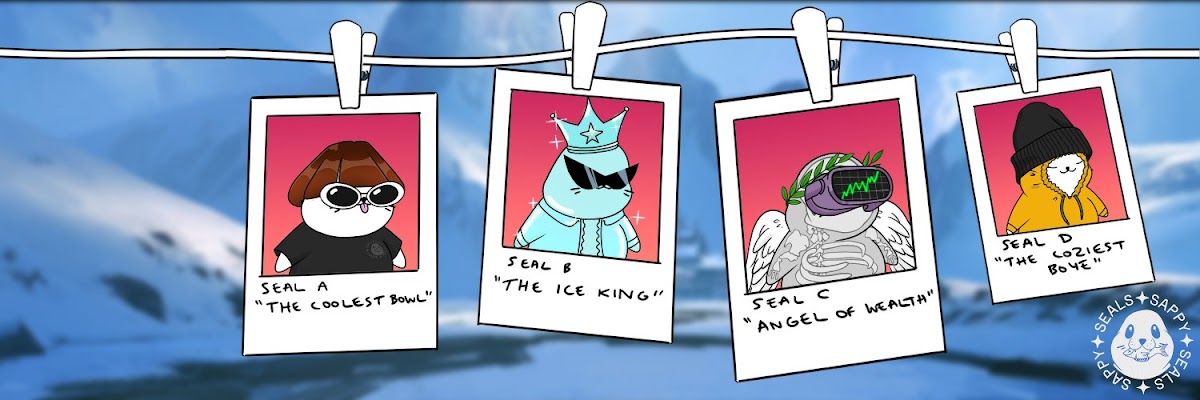 SEAL A
"THE COOLEST BOWL"
SEAL B
"THE ICE KING"
SEAL C
"ANGEL OF WEALTH"
SEAL D
"THE COZIEST
BOYE"
SAPPY SEALS SAPPY SEALS